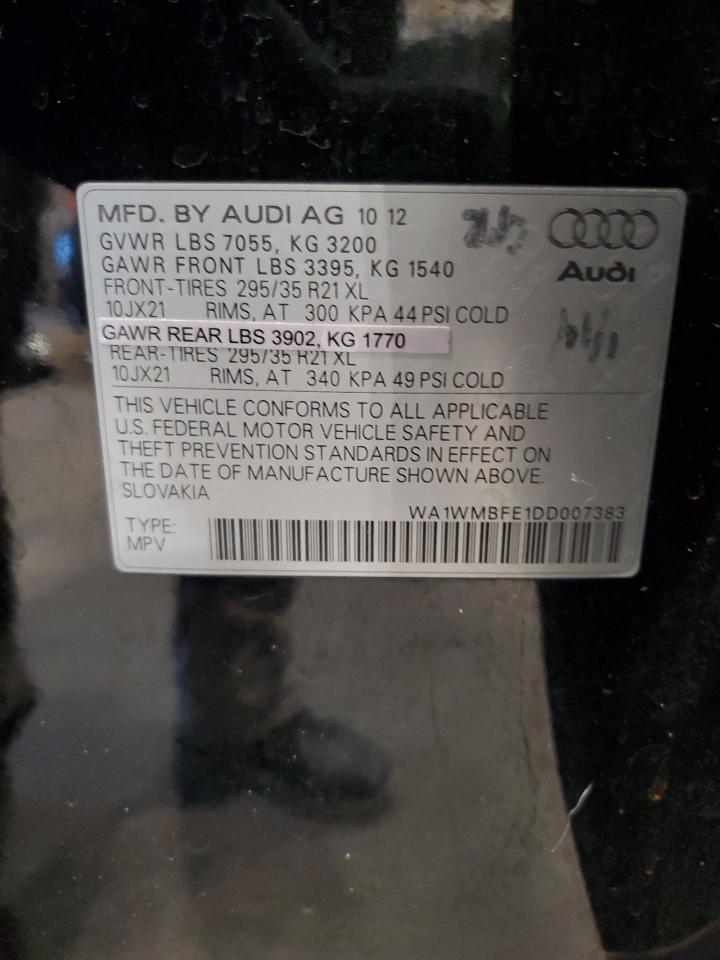 MFD. BY AUDI AG 10 12
GVWR LBS 7055, KG 3200
GAWR FRONT LBS 3395, KG 1540
Audi
FRONT-TIRES 295/35 R21 XL
10JX21 RIMS, AT 300 KPA 44 PSI COLD
GAWR REAR LBS 3902, KG 1770
REAR-TIRES 295/35 R21 XL
10JX21 RIMS, AT 340 KPA 49 PSI COLD
THIS VEHICLE CONFORMS TO ALL APPLICABLE
U.S. FEDERAL MOTOR VEHICLE SAFETY AND
THEFT PREVENTION STANDARDS IN EFFECT ON
THE DATE OF MANUFACTURE SHOWN ABOVE.
SLOVAKIA
WA1WMBFE1DD007383
TYPE:
MPV